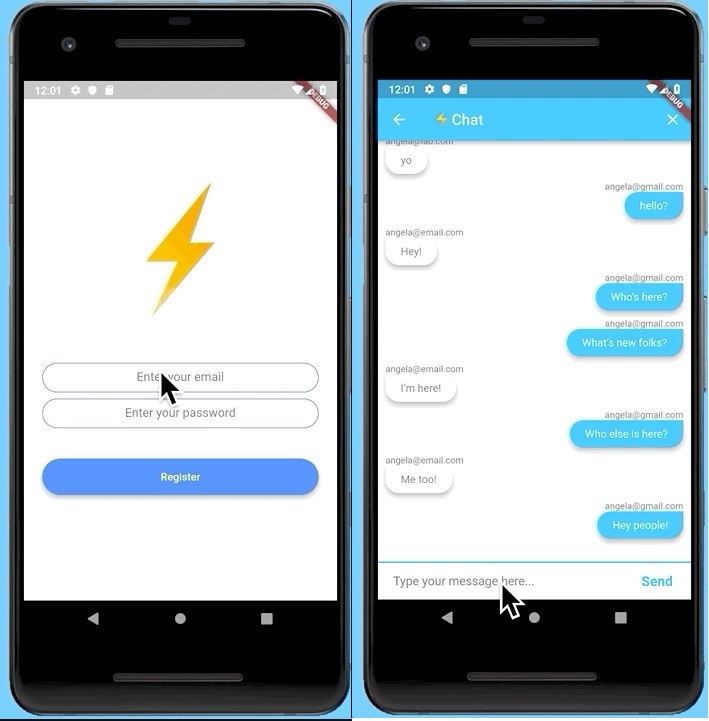 12:01
DEBUG
Enter your email
Enter your password
Register
12:01
DEBUG
⚡Chat
angela@lab.com
yo
angela@gmail.com
hello?
angela@email.com
Hey!
angela@gmail.com
Who's here?
angela@gmail.com
What's new folks?
angela@email.com
I'm here!
angela@gmail.com
Who else is here?
angela@email.com
Me too!
angela@gmail.com
Hey people!
Type your message here...
Send